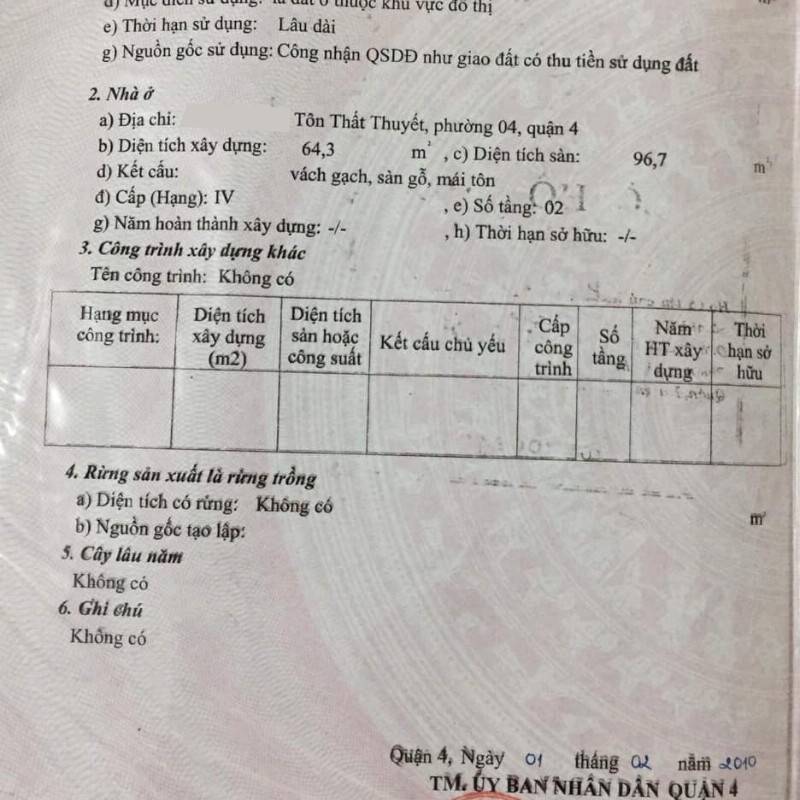 d) Mục đích sử dụng: là đất ở thuộc khu vực đô thị
e) Thời hạn sử dụng: Lâu dài
g) Nguồn gốc sử dụng: Công nhận QSDĐ như giao đất có thu tiền sử dụng đất
2. Nhà ở
a) Địa chỉ: Tôn Thất Thuyết, phường 04, quận 4
b) Diện tích xây dựng: 64,3 m², c) Diện tích sàn: 96,7 m²
d) Kết cấu: vách gạch, sàn gỗ, mái tôn
đ) Cấp (Hạng): IV , e) Số tầng: 02
g) Năm hoàn thành xây dựng: -/- , h) Thời hạn sở hữu: -/-
3. Công trình xây dựng khác
Tên công trình: Không có
Hạng mục công trình:
Diện tích xây dựng (m2)
Diện tích sàn hoặc công suất
Kết cấu chủ yếu
Cấp công trình
Số tầng
Năm HT xây dựng
Thời hạn sở hữu
4. Rừng sản xuất là rừng trồng
a) Diện tích có rừng: Không có m²
b) Nguồn gốc tạo lập:
5. Cây lâu năm
Không có
6. Ghi chú
Không có
Quận 4, Ngày 01 tháng 02 năm 2010
TM. ỦY BAN NHÂN DÂN QUẬN 4